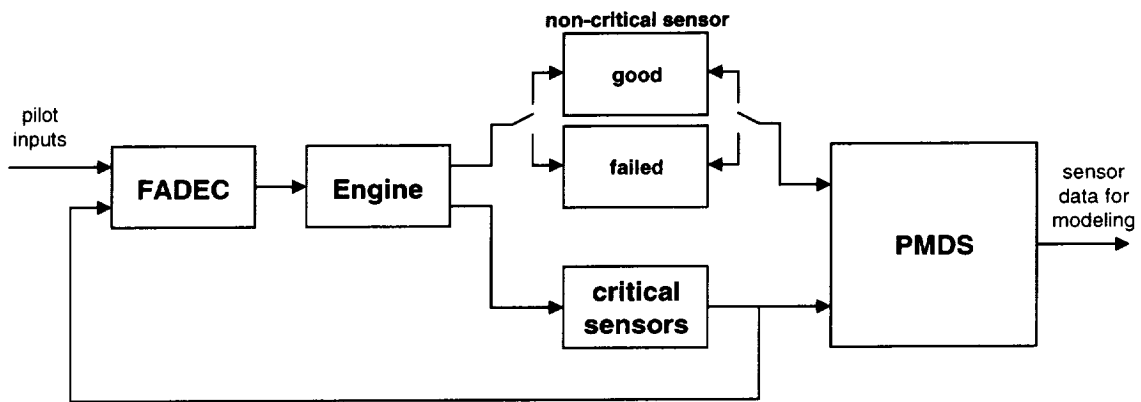 non-critical sensor
good
failed
pilot
inputs
FADEC
Engine
critical
sensors
PMDS
sensor
data for
modeling